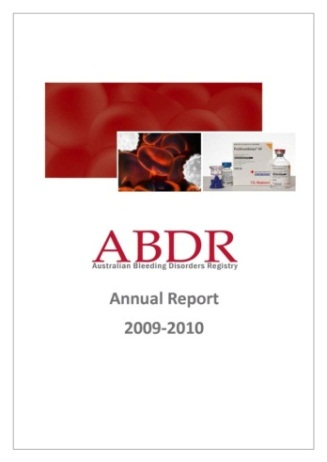 ABDR
Australian Bleeding Disorders Registry
Annual Report
2009-2010